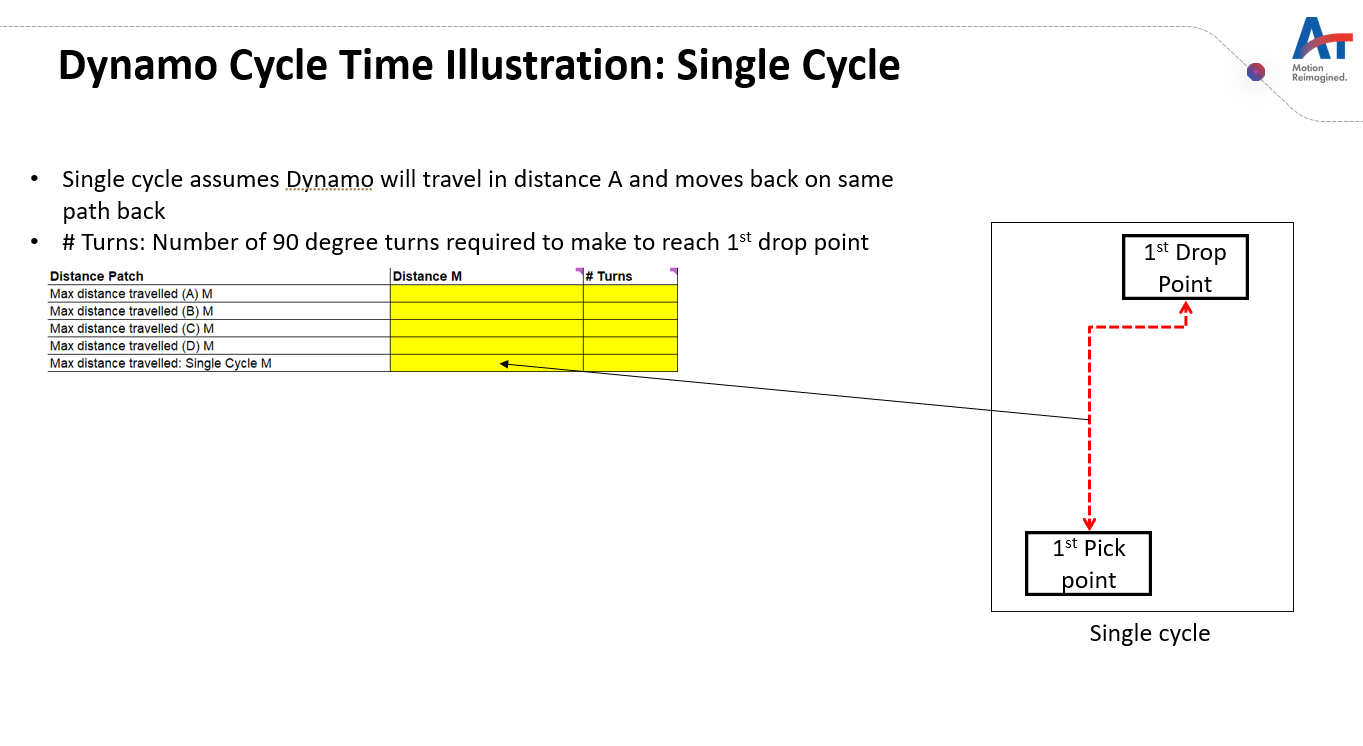 Dynamo Cycle Time Illustration: Single Cycle
AT
Motion
Reimagined.
• Single cycle assumes Dynamo will travel in distance A and moves back on same
path back
• # Turns: Number of 90 degree turns required to make to reach 1st drop point
Distance Patch Distance M # Turns
Max distance travelled (A) M
Max distance travelled (B) M
Max distance travelled (C) M
Max distance travelled (D) M
Max distance travelled: Single Cycle M
1st Drop
Point
1st Pick
point
Single cycle